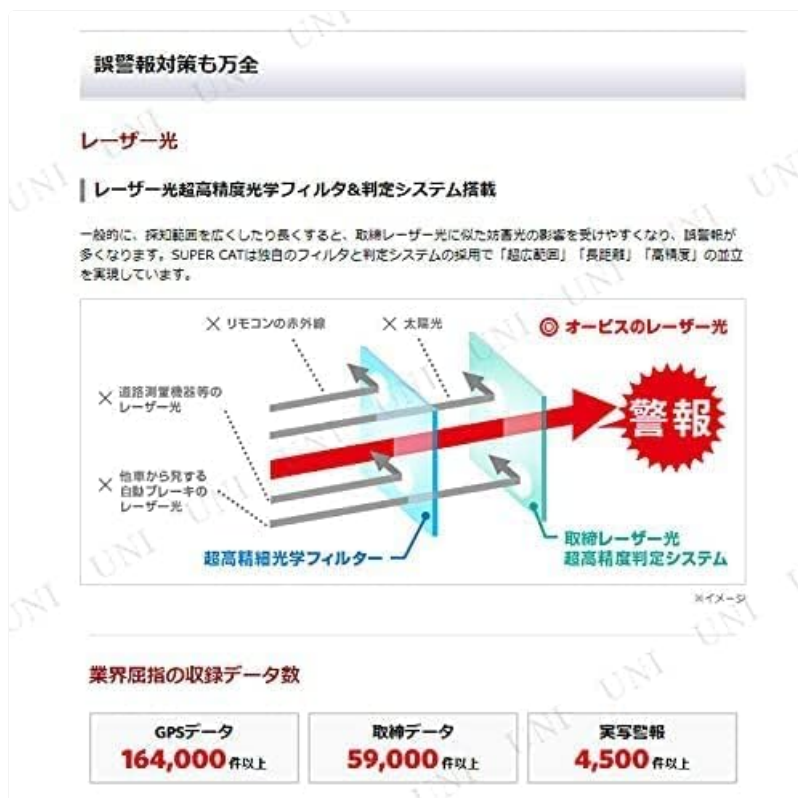 誤警報対策も万全
レーザー光
レーザー光超高精度光学フィルタ&判定システム搭載
一般的に、探知範囲を広くしたり長くすると、取締レーザー光に似た妨害光の影響を受けやすくなり、誤警報が
多くなります。SUPER CATは独自のフィルタと判定システムの採用で「超広範囲」「長距離」「高精度」の並立
を実現しています。
× リモコンの赤外線
× 太陽光
◎ オービスのレーザー光
× 道路測量機器等の
レーザー光
警報
× 他車から発する
自動ブレーキの
レーザー光
超高精細光学フィルター
取締レーザー光
超高精度判定システム
※イメージ
業界屈指の収録データ数
GPSデータ
164,000件以上
取締データ
59,000件以上
実写警報
4,500件以上
UNI
UNI
UNI
UNI
UNI
UNI
UNI
UNI
UNI
UNI
UNI
UNI